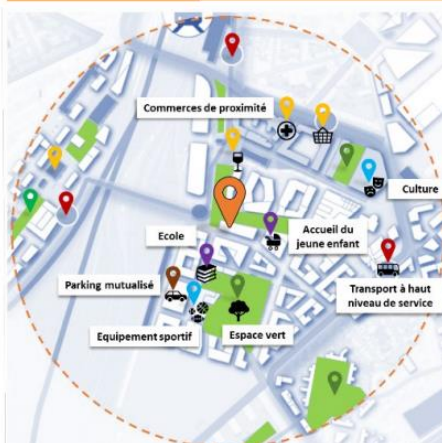 Commerces de proximité
Culture
Ecole
Accueil du
jeune enfant
Parking mutualisé
Transport à haut
niveau de service
Equipement sportif
Espace vert